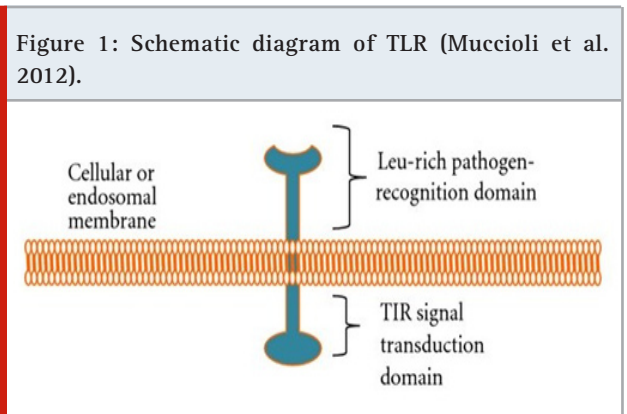 Figure 1: Schematic diagram of TLR (Muccioli et al.
2012).
Cellular or
endosomal
membrane
Leu-rich pathogen-
recognition domain
TIR signal
transduction
domain